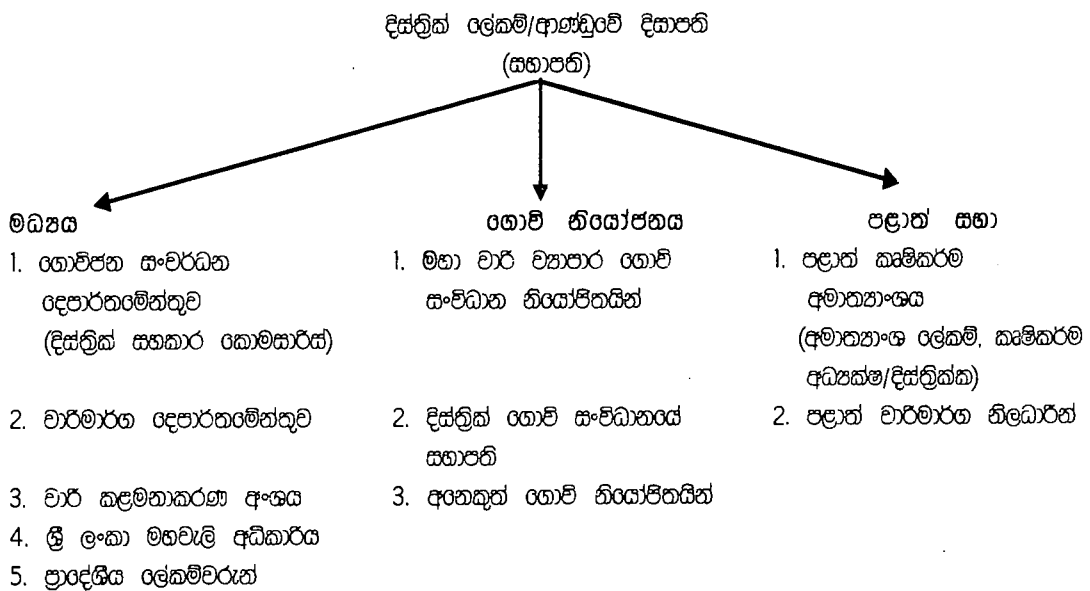 දිස්ත්‍රික් ලේකම්/ආණ්ඩුවේ දිසාපති
(සභාපති)
මධ්‍යය
1. ගොවිජන සංවර්ධන
දෙපාර්තමේන්තුව
(දිස්ත්‍රික් සහකාර කොමසාරිස්)
2. වාරිමාර්ග දෙපාර්තමේන්තුව
3. වාරි කළමනාකරණ අංශය
4. ශ්‍රී ලංකා මහවැලි අධිකාරිය
5. ප්‍රාදේශීය ලේකම්වරුන්
ගොවි නියෝජනය
1. මහා වාරි ව්‍යාපාර ගොවි
සංවිධාන නියෝජිතයින්
2. දිස්ත්‍රික් ගොවි සංවිධානයේ
සභාපති
3. අනෙකුත් ගොවි නියෝජිතයින්
පළාත් සභා
1. පළාත් කෘෂිකර්ම
අමාත්‍යාංශය
(අමාත්‍යාංශ ලේකම්, කෘෂිකර්ම
අධ්‍යක්ෂ/දිස්ත්‍රික්ක)
2. පළාත් වාරිමාර්ග නිලධාරින්